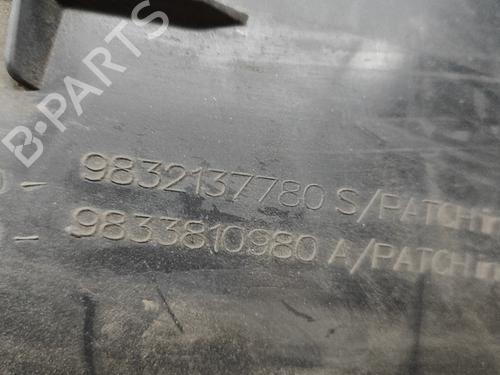 B-PARTS
- 9832137780 S/PATCH
- 9833810980 A/PATCH